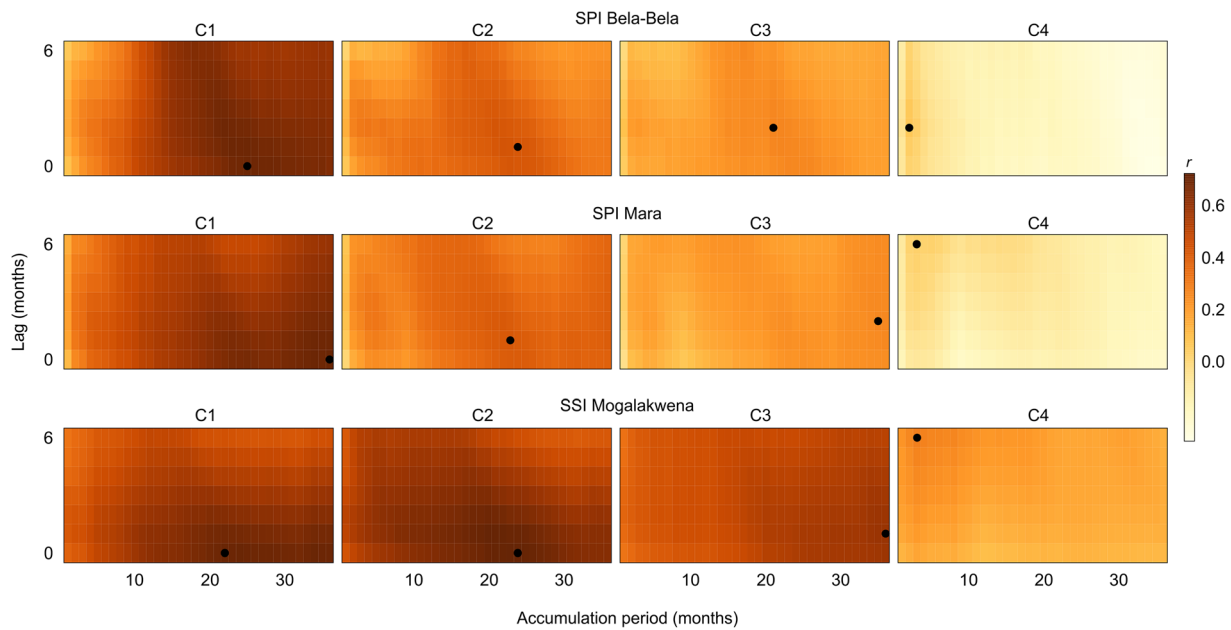 SPI Bela-Bela
C1 C2 C3 C4
6
0
r
0.6
0.4
0.2
0.0
SPI Mara
C1 C2 C3 C4
6
0
Lag (months)
SSI Mogalakwena
C1 C2 C3 C4
6
0
10 20 30 10 20 30 10 20 30 10 20 30
Accumulation period (months)